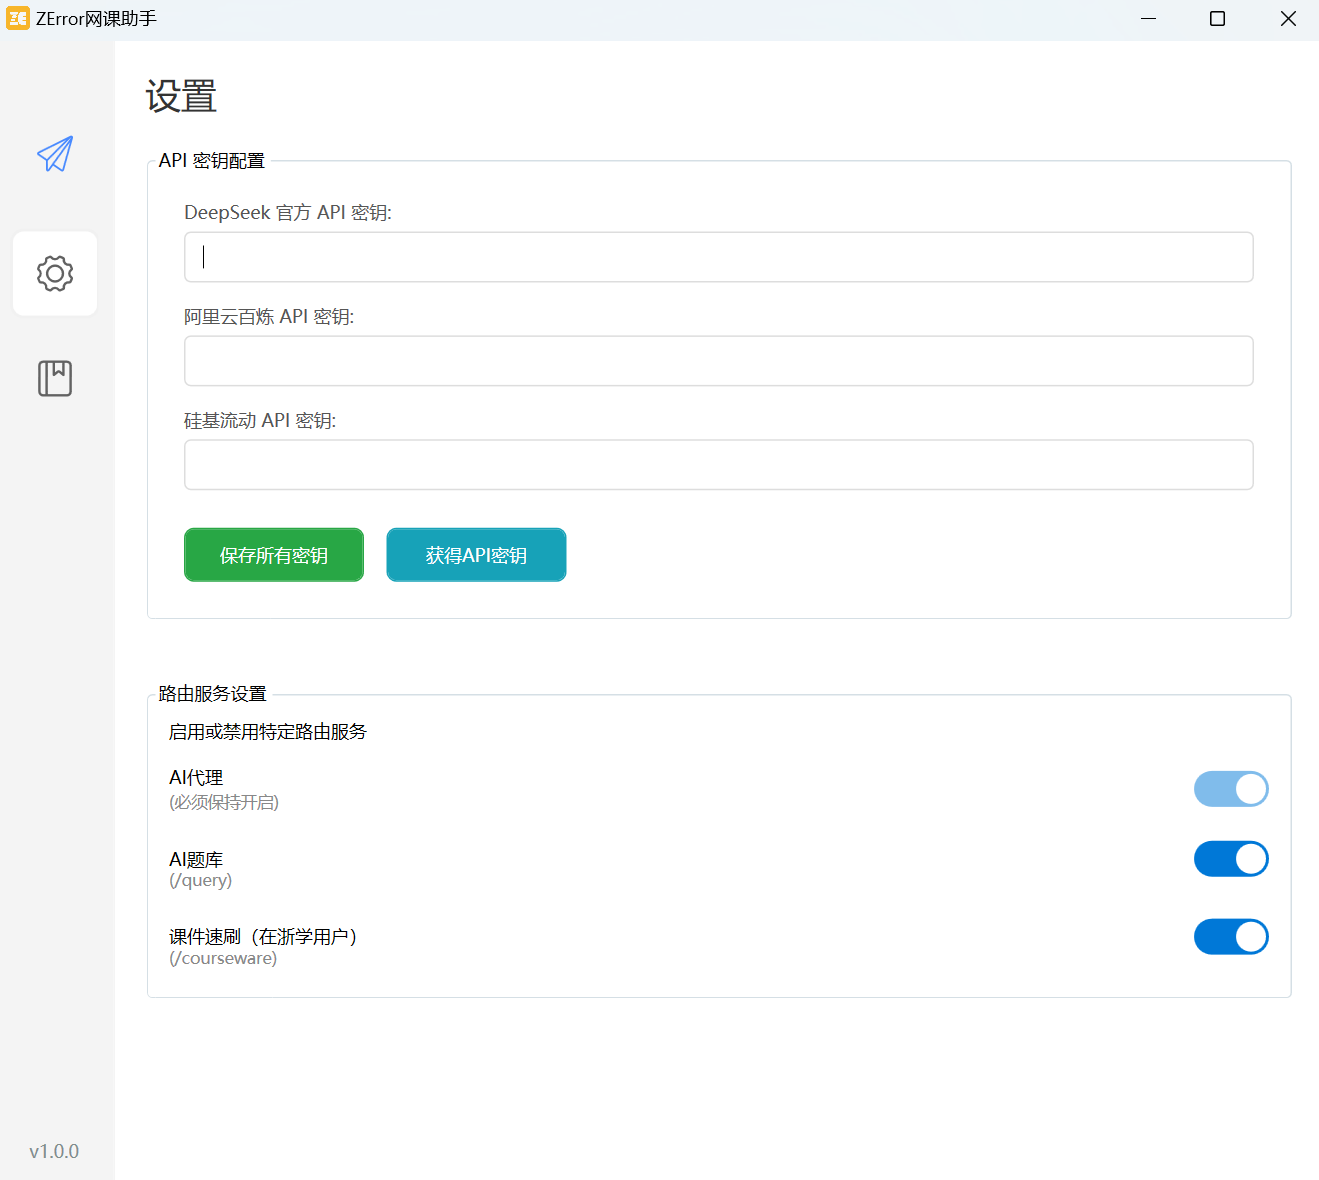 ZE ZError网课助手
设置
API 密钥配置
DeepSeek 官方 API 密钥:
阿里云百炼 API 密钥:
硅基流动 API 密钥:
保存所有密钥 获得API密钥
路由服务设置
启用或禁用特定路由服务
AI代理
(必须保持开启)
AI题库
(/query)
课件速刷（在浙学用户）
(/courseware)
v1.0.0